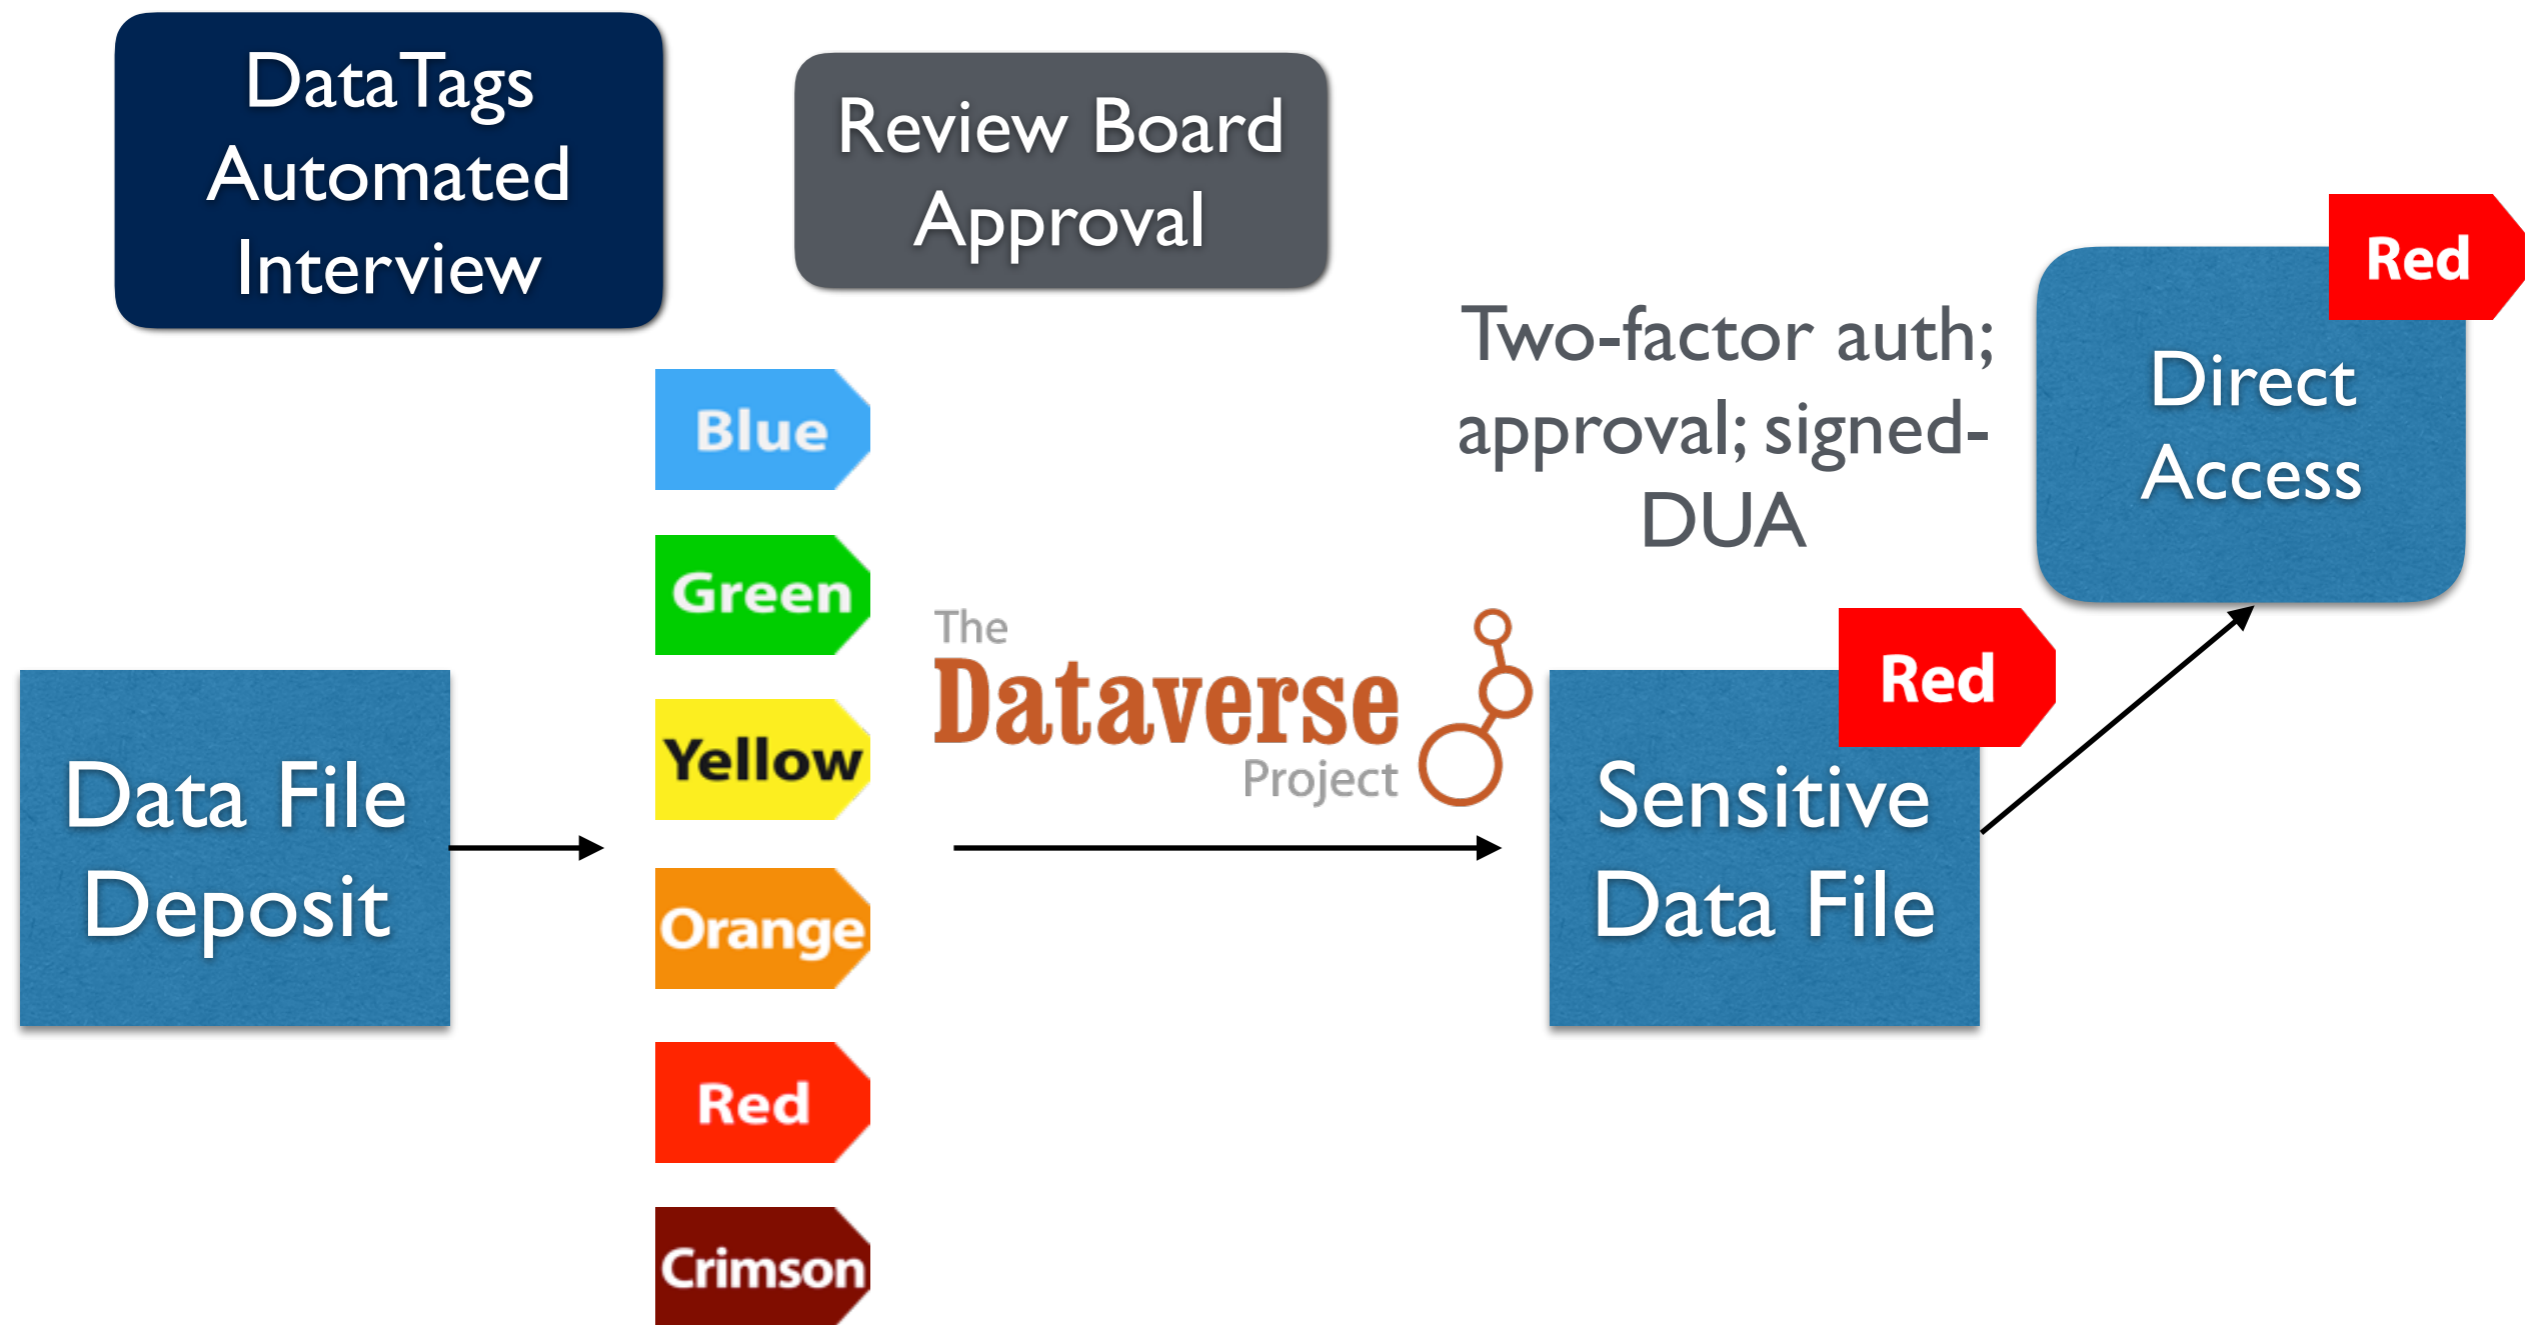 DataTags
Automated
Interview
Review Board
Approval
Red
Two-factor auth;
approval; signed-
DUA
Direct
Access
Blue
Green
Yellow
Orange
Red
Crimson
The
Dataverse
Project
Data File
Deposit
Red
Sensitive
Data File